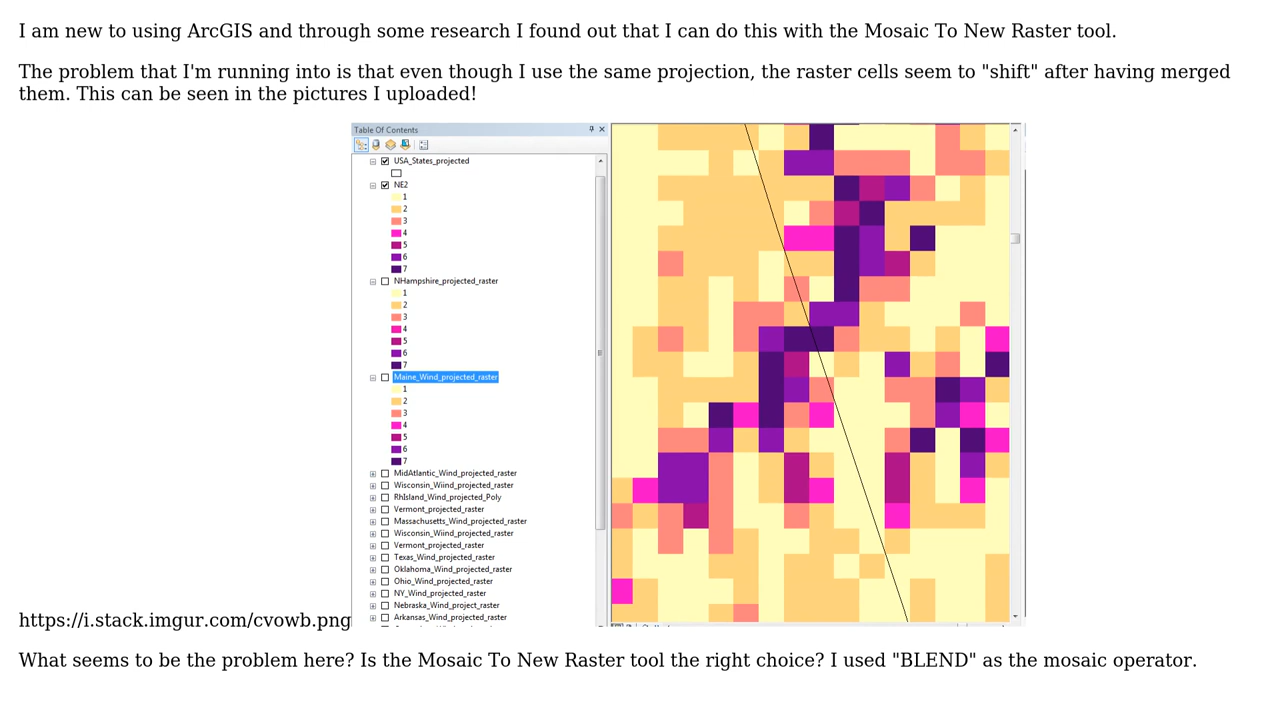 I am new to using ArcGIS and through some research I found out that I can do this with the Mosaic To New Raster tool.
The problem that I'm running into is that even though I use the same projection, the raster cells seem to "shift" after having merged
them. This can be seen in the pictures I uploaded!
Table Of Contents
USA_States_projected
NE2
1
2
3
4
5
6
7
NHampshire_projected_raster
1
2
3
4
5
6
7
Maine_Wind_projected_raster
1
2
3
4
5
6
7
MidAtlantic_Wind_projected_raster
Wisconsin_Wiind_projected_raster
RhIsland_Wind_projected_Poly
Vermont_projected_raster
Massachusetts_Wind_projected_raster
Wisconsin_Wiind_projected_raster
Vermont_projected_raster
Texas_Wind_projected_raster
Oklahoma_Wind_projected_raster
Ohio_Wind_projected_raster
NY_Wind_projected_raster
Nebraska_Wind_project_raster
Arkansas_Wind_projected_raster
https://i.stack.imgur.com/cvowb.png
What seems to be the problem here? Is the Mosaic To New Raster tool the right choice? I used "BLEND" as the mosaic operator.